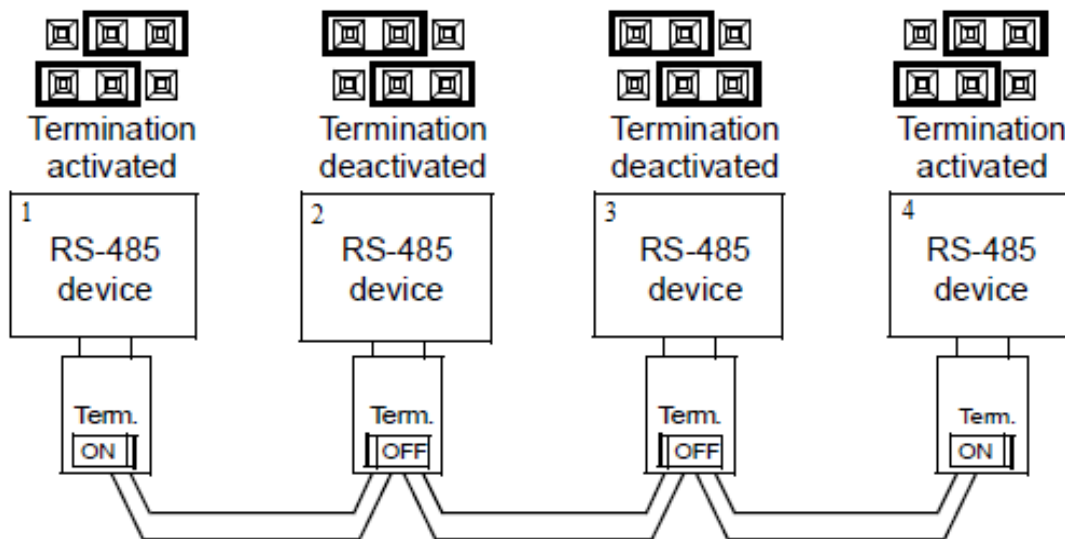 Termination activated
Termination deactivated
Termination deactivated
Termination activated
1
RS-485 device
2
RS-485 device
3
RS-485 device
4
RS-485 device
Term.
ON
Term.
OFF
Term.
OFF
Term.
ON